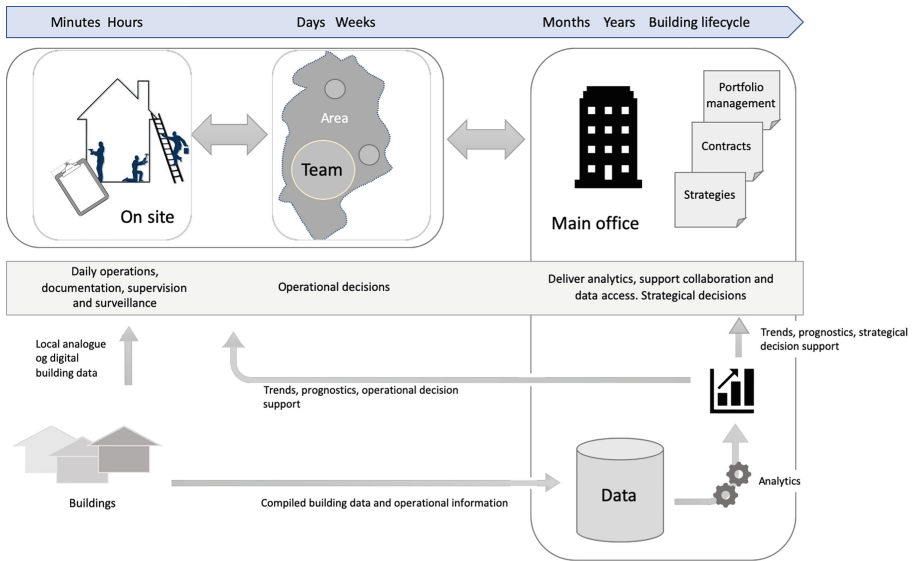 Minutes Hours
Days Weeks
Months Years Building lifecycle
On site
Area
Team
Main office
Portfolio
management
Contracts
Strategies
Daily operations,
documentation, supervision
and surveillance
Operational decisions
Deliver analytics, support collaboration and
data access. Strategical decisions
Local analogue
og digital
building data
Trends, prognostics, operational decision
support
Trends, prognostics, strategical
decision support
Buildings
Compiled building data and operational information
Data
Analytics